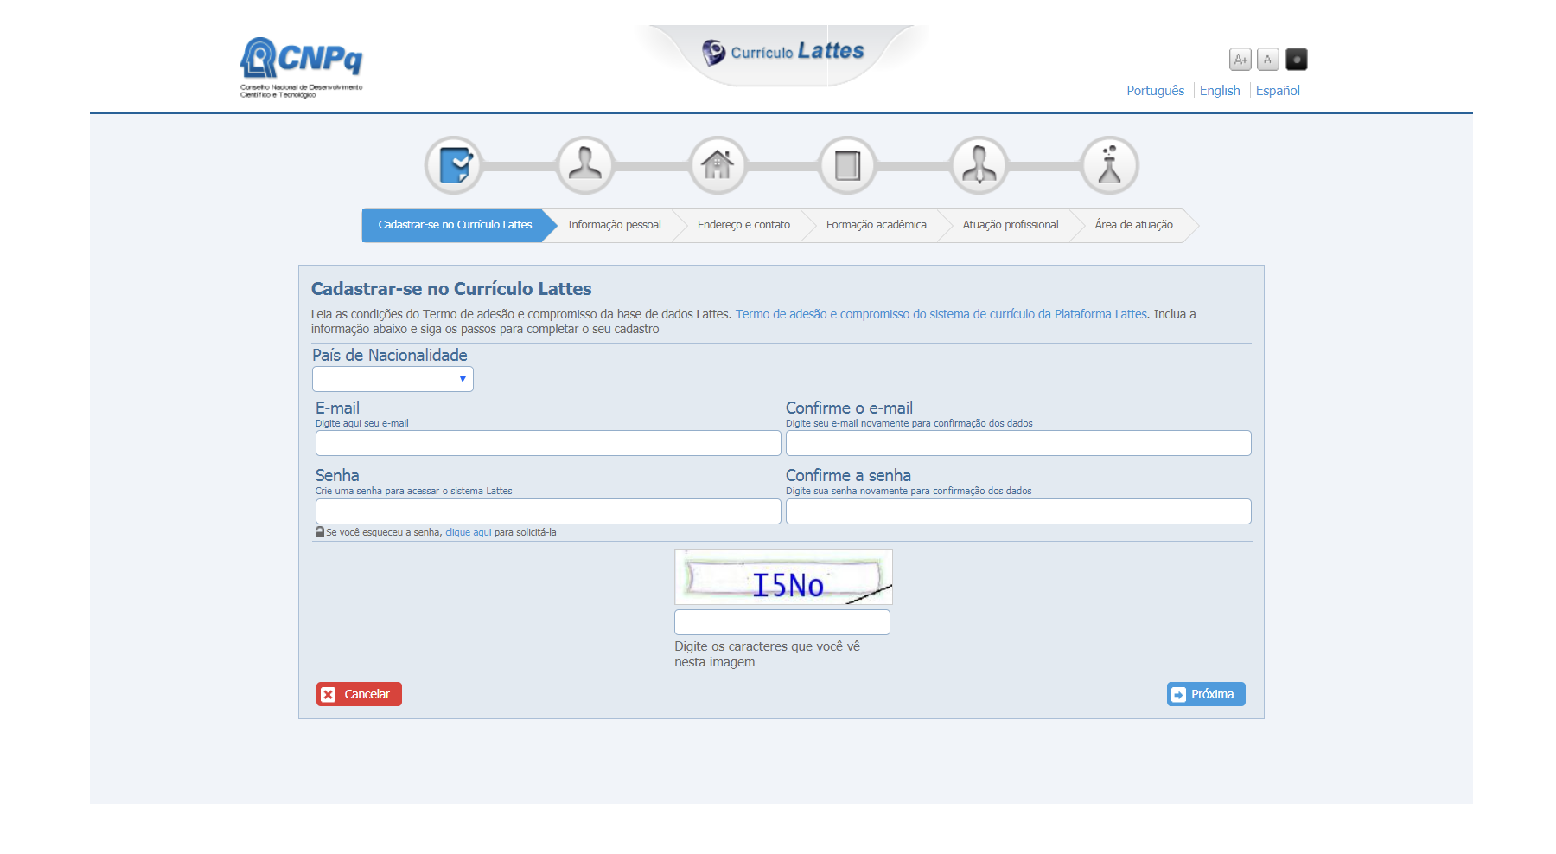 CNPq
Conselho Nacional de Desenvolvimento
Científico e Tecnológico
Currículo Lattes
A+ A
Português English Español
Cadastrar-se no Currículo Lattes Informação pessoal Endereço e contato Formação acadêmica Atuação profissional Área de atuação
Cadastrar-se no Currículo Lattes
Leia as condições do Termo de adesão e compromisso da base de dados Lattes. Termo de adesão e compromisso do sistema de currículo da Plataforma Lattes. Inclua a
informação abaixo e siga os passos para completar o seu cadastro
País de Nacionalidade
E-mail
Digite aqui seu e-mail
Confirme o e-mail
Digite seu e-mail novamente para confirmação dos dados
Senha
Crie uma senha para acessar o sistema Lattes
Confirme a senha
Digite sua senha novamente para confirmação dos dados
Se você esqueceu a senha, clique aqui para solicitá-la
I5No
Digite os caracteres que você vê
nesta imagem
Cancelar
Próxima